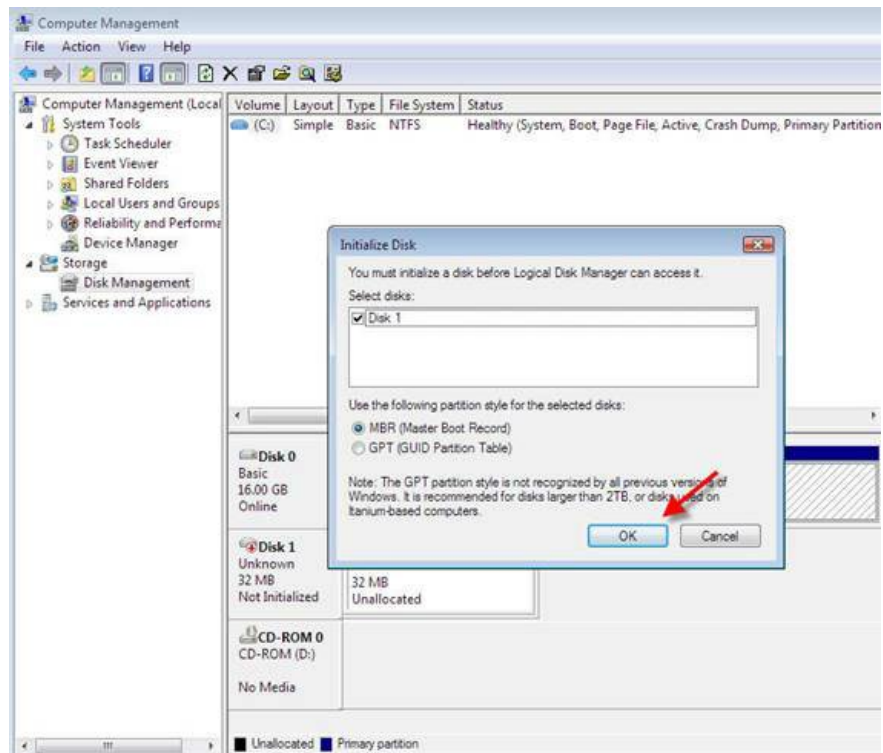 Computer Management
File Action View Help
Computer Management (Local
System Tools
Task Scheduler
Event Viewer
Shared Folders
Local Users and Groups
Reliability and Performa
Device Manager
Storage
Disk Management
Services and Applications
Volume Layout Type File System Status
(C:) Simple Basic NTFS Healthy (System, Boot, Page File, Active, Crash Dump, Primary Partition
Initialize Disk
You must initialize a disk before Logical Disk Manager can access it.
Select disks:
Disk 1
Use the following partition style for the selected disks:
MBR (Master Boot Record)
GPT (GUID Partition Table)
Note: The GPT partition style is not recognized by all previous versions of
Windows. It is recommended for disks larger than 2TB, or disks used on
Itanium-based computers.
OK Cancel
Disk 0
Basic
16.00 GB
Online
Disk 1
Unknown
32 MB
Not Initialized
32 MB
Unallocated
CD-ROM 0
CD-ROM (D:)
No Media
Unallocated Primary partition